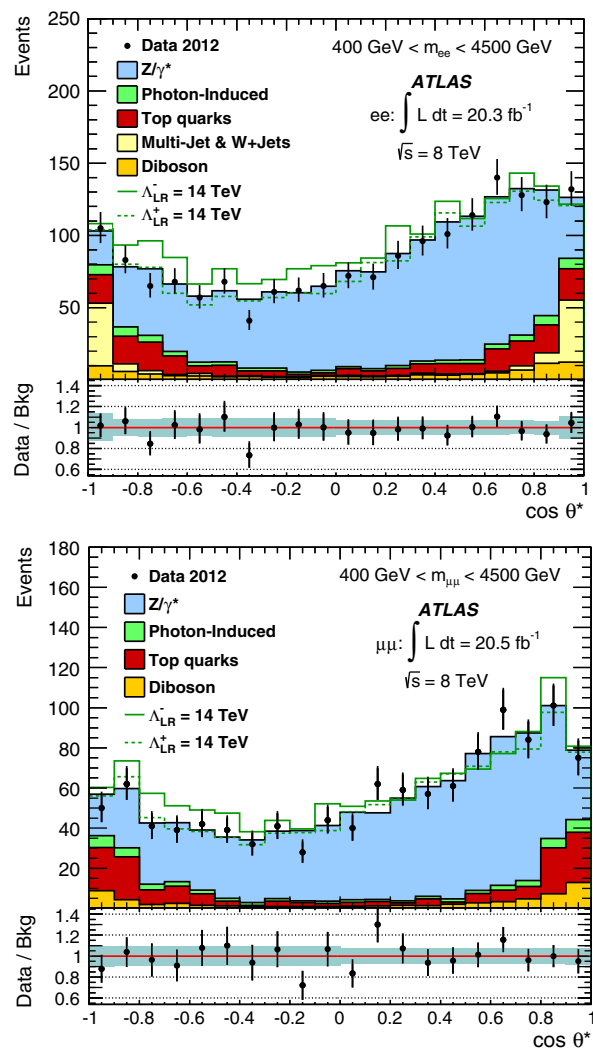 Events
250
200
150
100
50
Data 2012
Z/γ*
Photon-Induced
Top quarks
Multi-Jet & W+Jets
Diboson
Λ⁻LR = 14 TeV
Λ⁺LR = 14 TeV
400 GeV < mee < 4500 GeV
ATLAS
ee: ∫ L dt = 20.3 fb⁻¹
√s = 8 TeV
Data / Bkg
1.4
1.2
1
0.8
0.6
-1 -0.8 -0.6 -0.4 -0.2 0 0.2 0.4 0.6 0.8 1
cos θ*
Events
180
160
140
120
100
80
60
40
20
Data 2012
Z/γ*
Photon-Induced
Top quarks
Diboson
Λ⁻LR = 14 TeV
Λ⁺LR = 14 TeV
400 GeV < mμμ < 4500 GeV
ATLAS
μμ: ∫ L dt = 20.5 fb⁻¹
√s = 8 TeV
Data / Bkg
1.4
1.2
1
0.8
0.6
-1 -0.8 -0.6 -0.4 -0.2 0 0.2 0.4 0.6 0.8 1
cos θ*